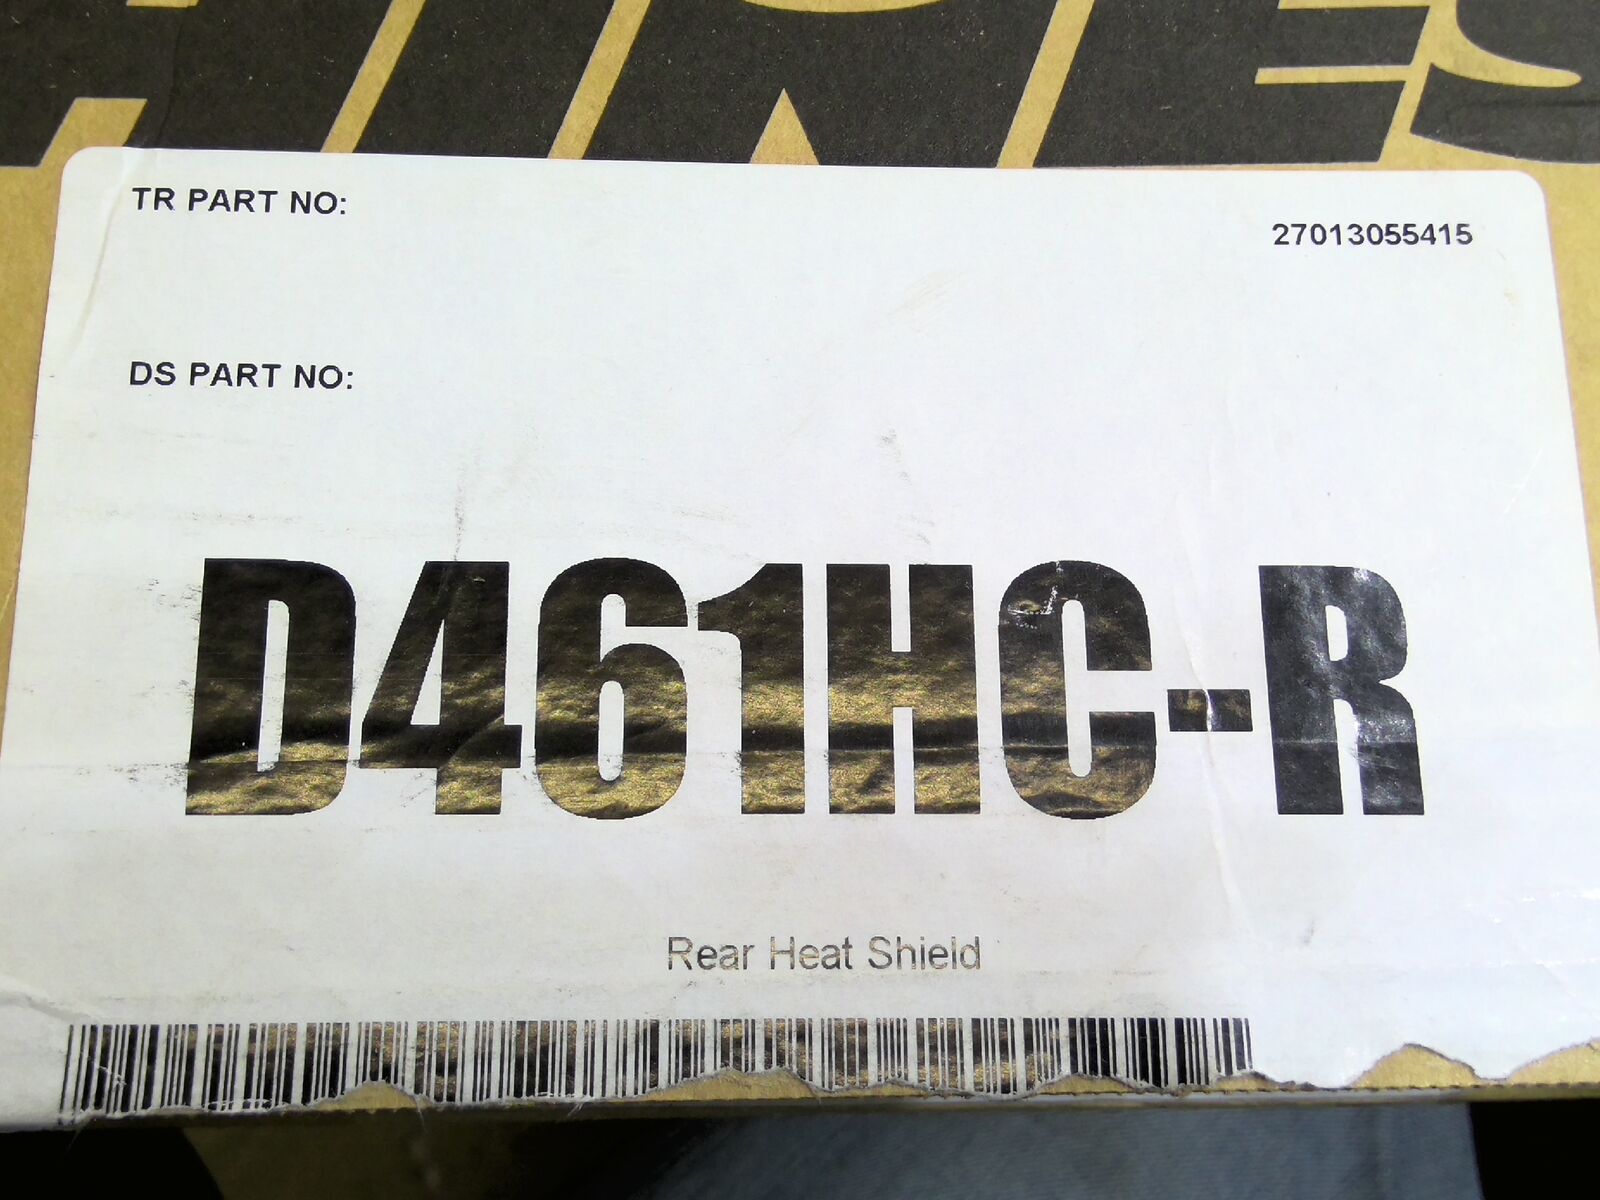 TR PART NO:
27013055415
DS PART NO:
D461HC-R
Rear Heat Shield